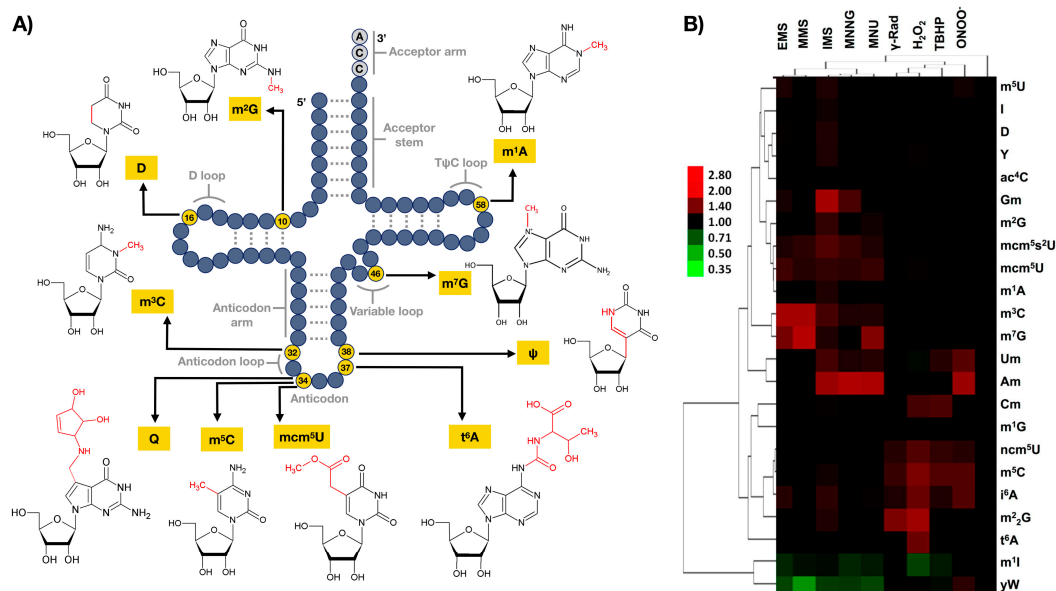 A)
B)
A
C
C
3'
Acceptor arm
5'
Acceptor stem
m²G
D
D loop
TψC loop
m¹A
16
10
58
46
m³C
m⁷G
Variable loop
Anticodon arm
Anticodon loop
32
34
38
37
ψ
Anticodon
Q
m⁵C
mcm⁵U
t⁶A
EMS
MMS
IMS
MNNG
MNU
γ-Rad
H₂O₂
TBHP
ONOO⁻
2.80
2.00
1.40
1.00
0.71
0.50
0.35
m⁵U
I
D
Y
ac⁴C
Gm
m²G
mcm⁵s²U
mcm⁵U
m¹A
m³C
m⁷G
Um
Am
Cm
m¹G
ncm⁵U
m⁵C
i⁶A
m²₂G
t⁶A
m¹I
yW